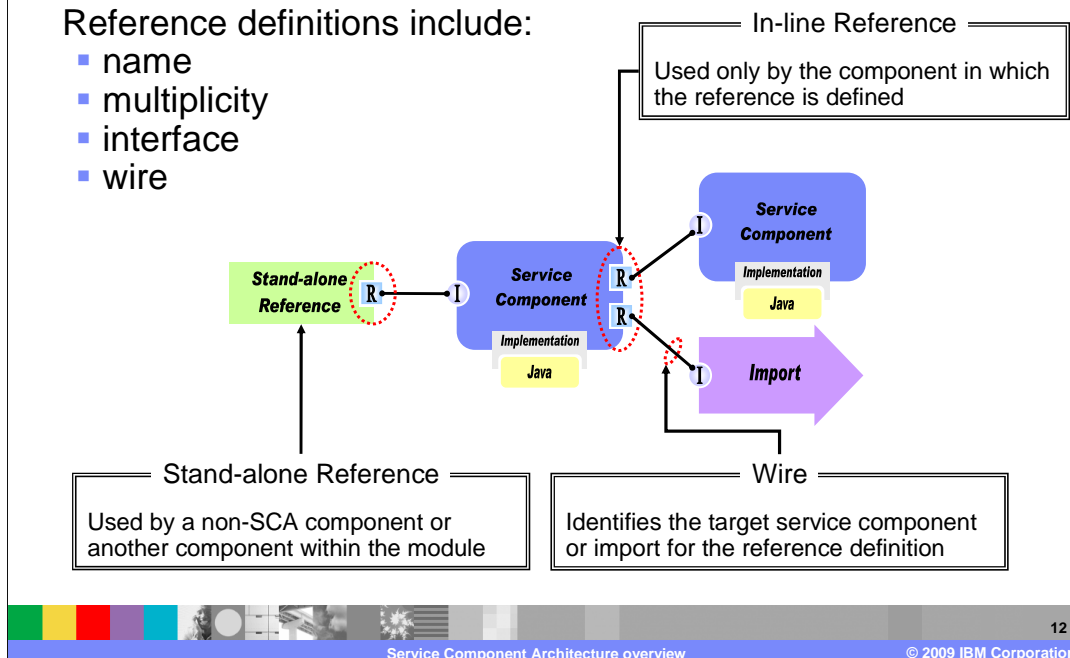 Reference definitions include:
name
multiplicity
interface
wire
In-line Reference
Used only by the component in which
the reference is defined
Service
Component
I
Implementation
Java
Stand-alone
Reference
R
I
Service
Component
R
R
Implementation
Java
I
Import
Stand-alone Reference
Used by a non-SCA component or
another component within the module
Wire
Identifies the target service component
or import for the reference definition
12
Service Component Architecture overview
© 2009 IBM Corporation